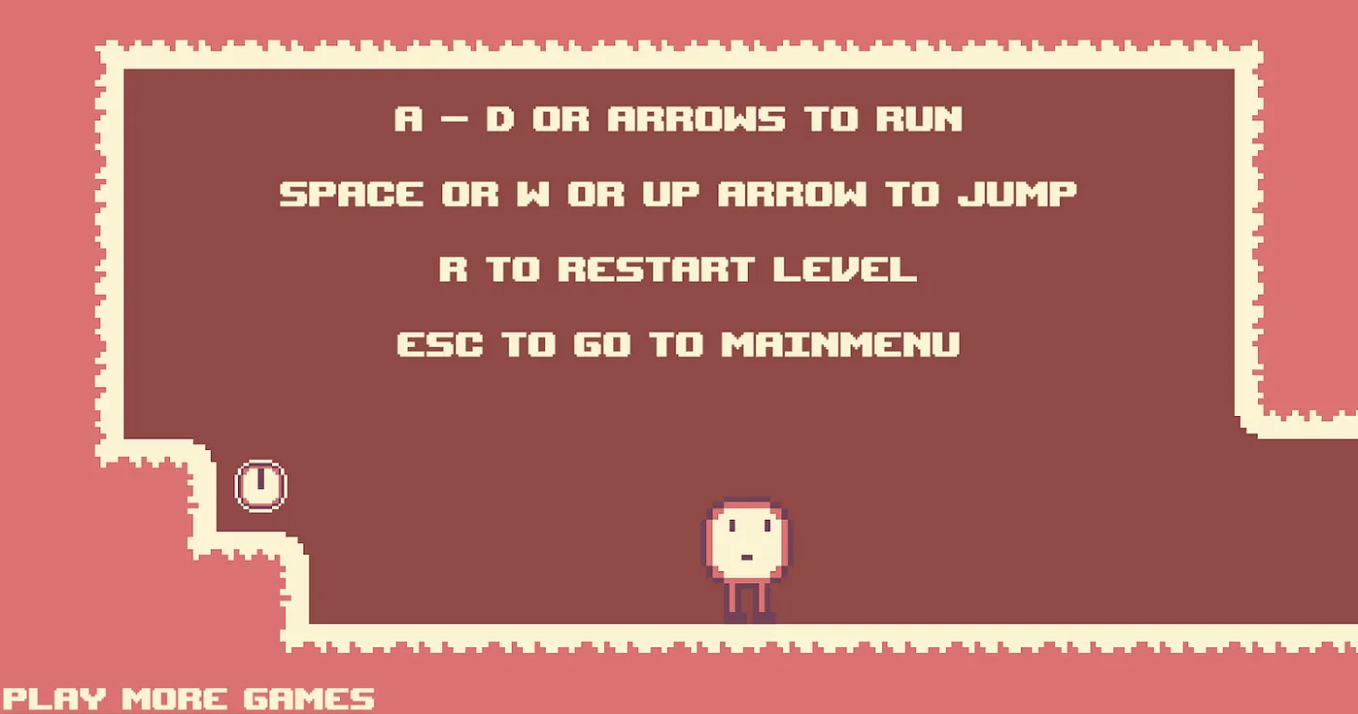 A - D OR ARROWS TO RUN
SPACE OR W OR UP ARROW TO JUMP
R TO RESTART LEVEL
ESC TO GO TO MAINMENU
PLAY MORE GAMES